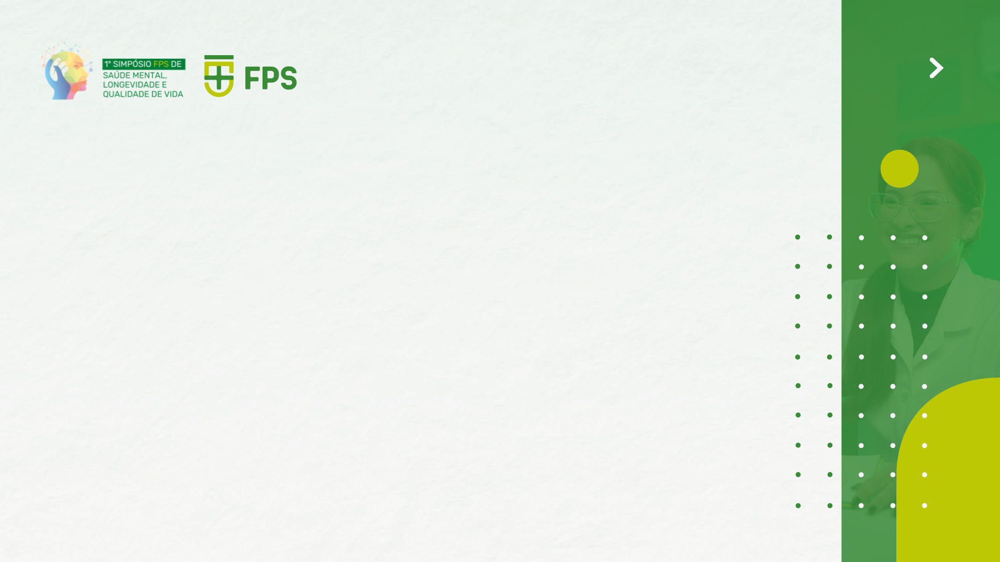 1º SIMPÓSIO FPS DE
SAÚDE MENTAL,
LONGEVIDADE E
QUALIDADE DE VIDA
FPS